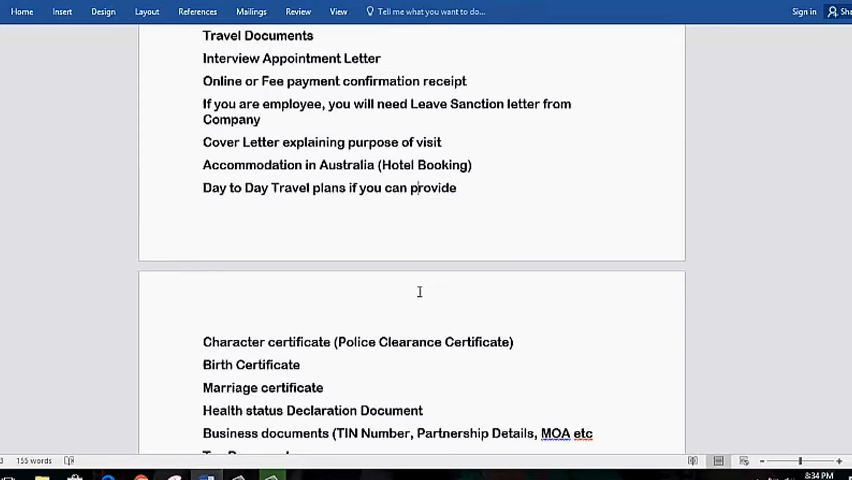 Home Insert Design Layout References Mailings Review View Tell me what you want to do... Sign in Sha
Travel Documents
Interview Appointment Letter
Online or Fee payment confirmation receipt
If you are employee, you will need Leave Sanction letter from
Company
Cover Letter explaining purpose of visit
Accommodation in Australia (Hotel Booking)
Day to Day Travel plans if you can provide
Character certificate (Police Clearance Certificate)
Birth Certificate
Marriage certificate
Health status Declaration Document
Business documents (TIN Number, Partnership Details, MOA etc
3 155 words
8:34 PM